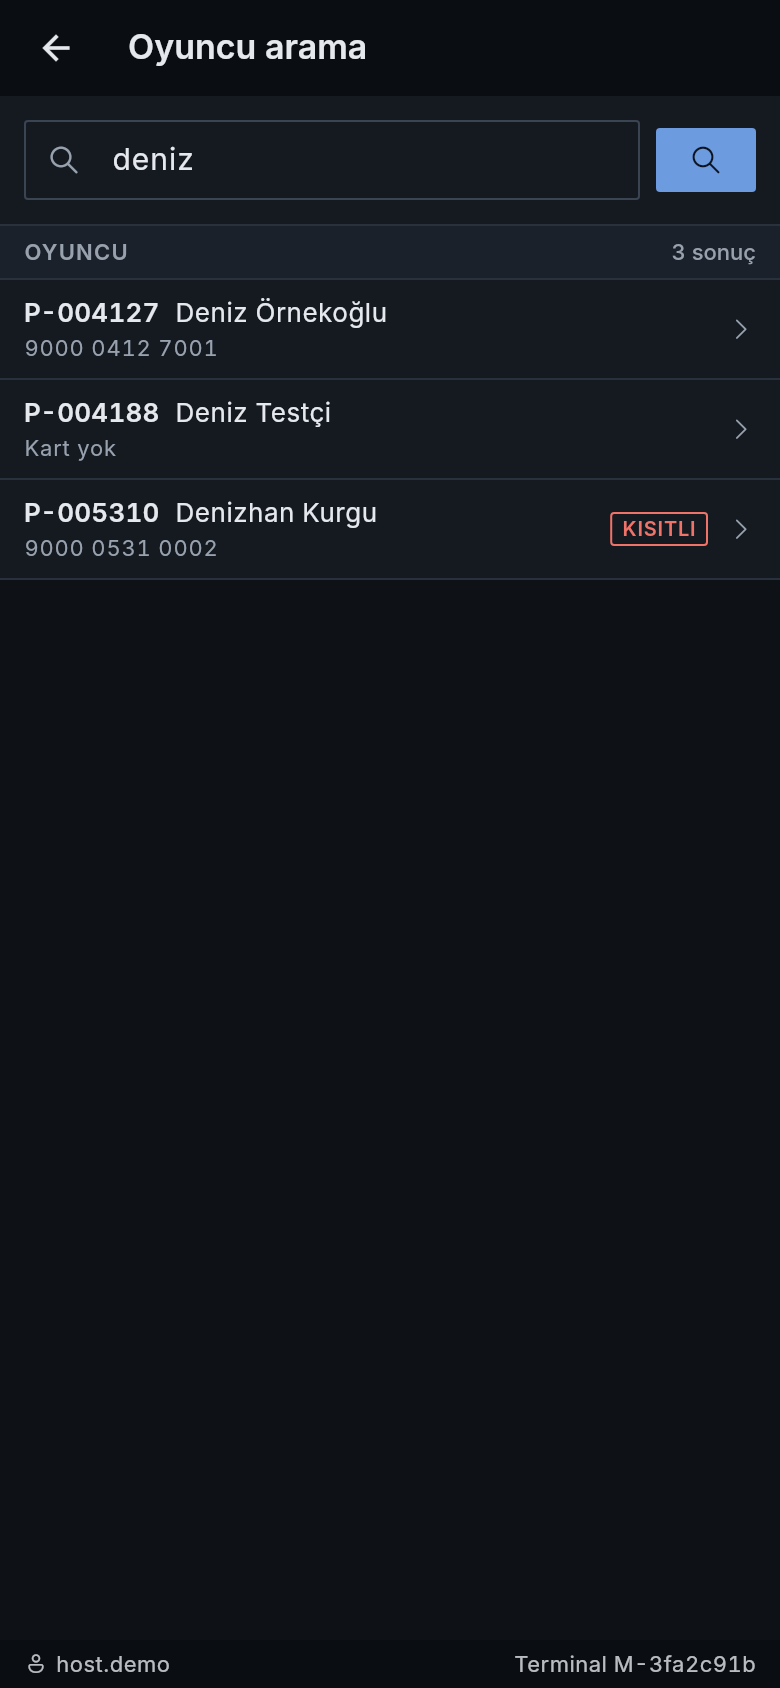 Oyuncu arama
deniz
OYUNCU 3 sonuç
P-004127 Deniz Örnekoğlu
9000 0412 7001
P-004188 Deniz Testçi
Kart yok
P-005310 Denizhan Kurgu KISITLI
9000 0531 0002
host.demo Terminal M-3fa2c91b